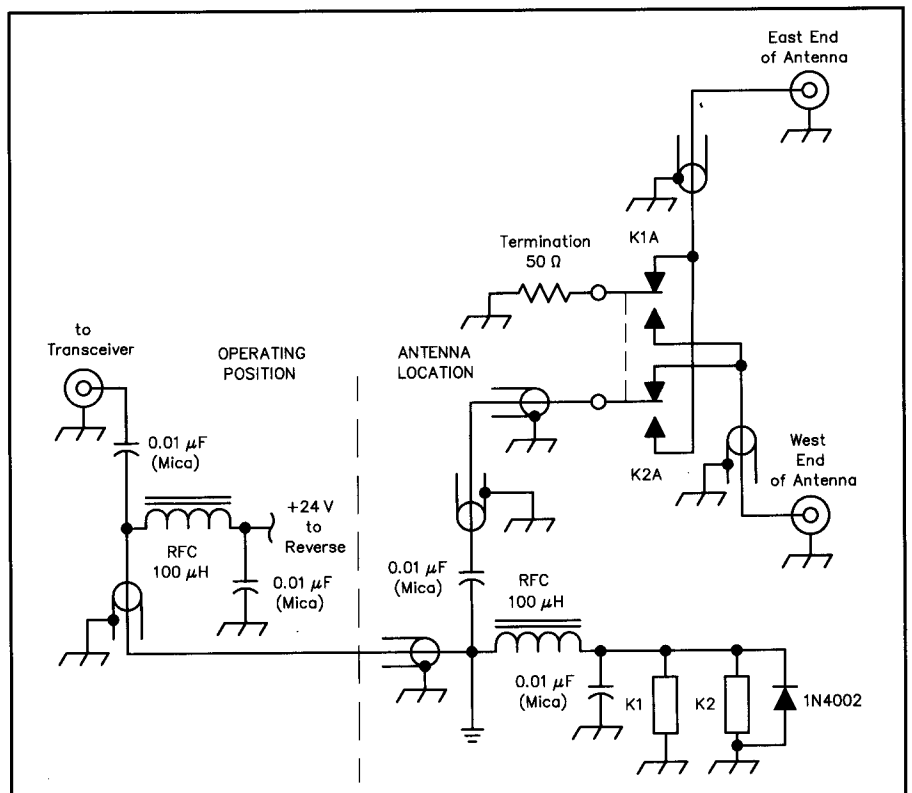 East End
of Antenna
K1A
Termination
50 Ω
to
Transceiver
OPERATING
POSITION
ANTENNA
LOCATION
0.01 μF
(Mica)
+24 V
to
Reverse
RFC
100 μH
0.01 μF
(Mica)
K2A
West
End
of Antenna
0.01 μF
(Mica)
RFC
100 μH
0.01 μF
(Mica)
K1
K2
1N4002